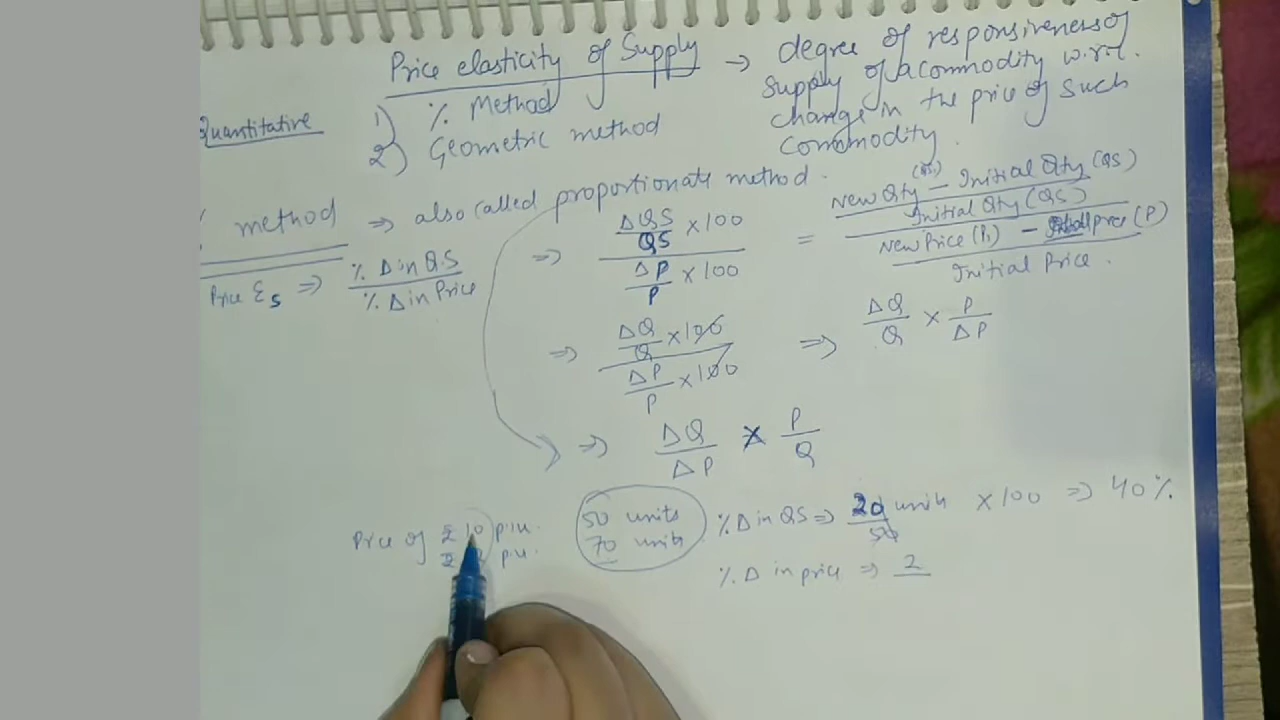 Price elasticity of Supply → degree of responsiveness of
supply of a commodity w.r.t.
change in the price of such
commodity.
Quantitative
1) % Method
2) Geometric method
% method ⇒ also called proportionate method.
Price Es ⇒ % Δ in QS / % Δ in Price
⇒ ΔQS/QS × 100 / ΔP/P × 100
= New Qty (QS1) − Initial Qty (QS) / Initial Qty (QS)
New Price (P1) − Initial price (P) / Initial Price.
⇒ ΔQ/Q × 100 / ΔP/P × 100 ⇒ ΔQ/Q × P/ΔP
⇒ ΔQ/ΔP × P/Q
Price of ₹ 10 p.u. 50 units
₹ p.u. 70 units
% Δ in QS ⇒ 20 units / 50 × 100 ⇒ 40%
% Δ in price ⇒ 2